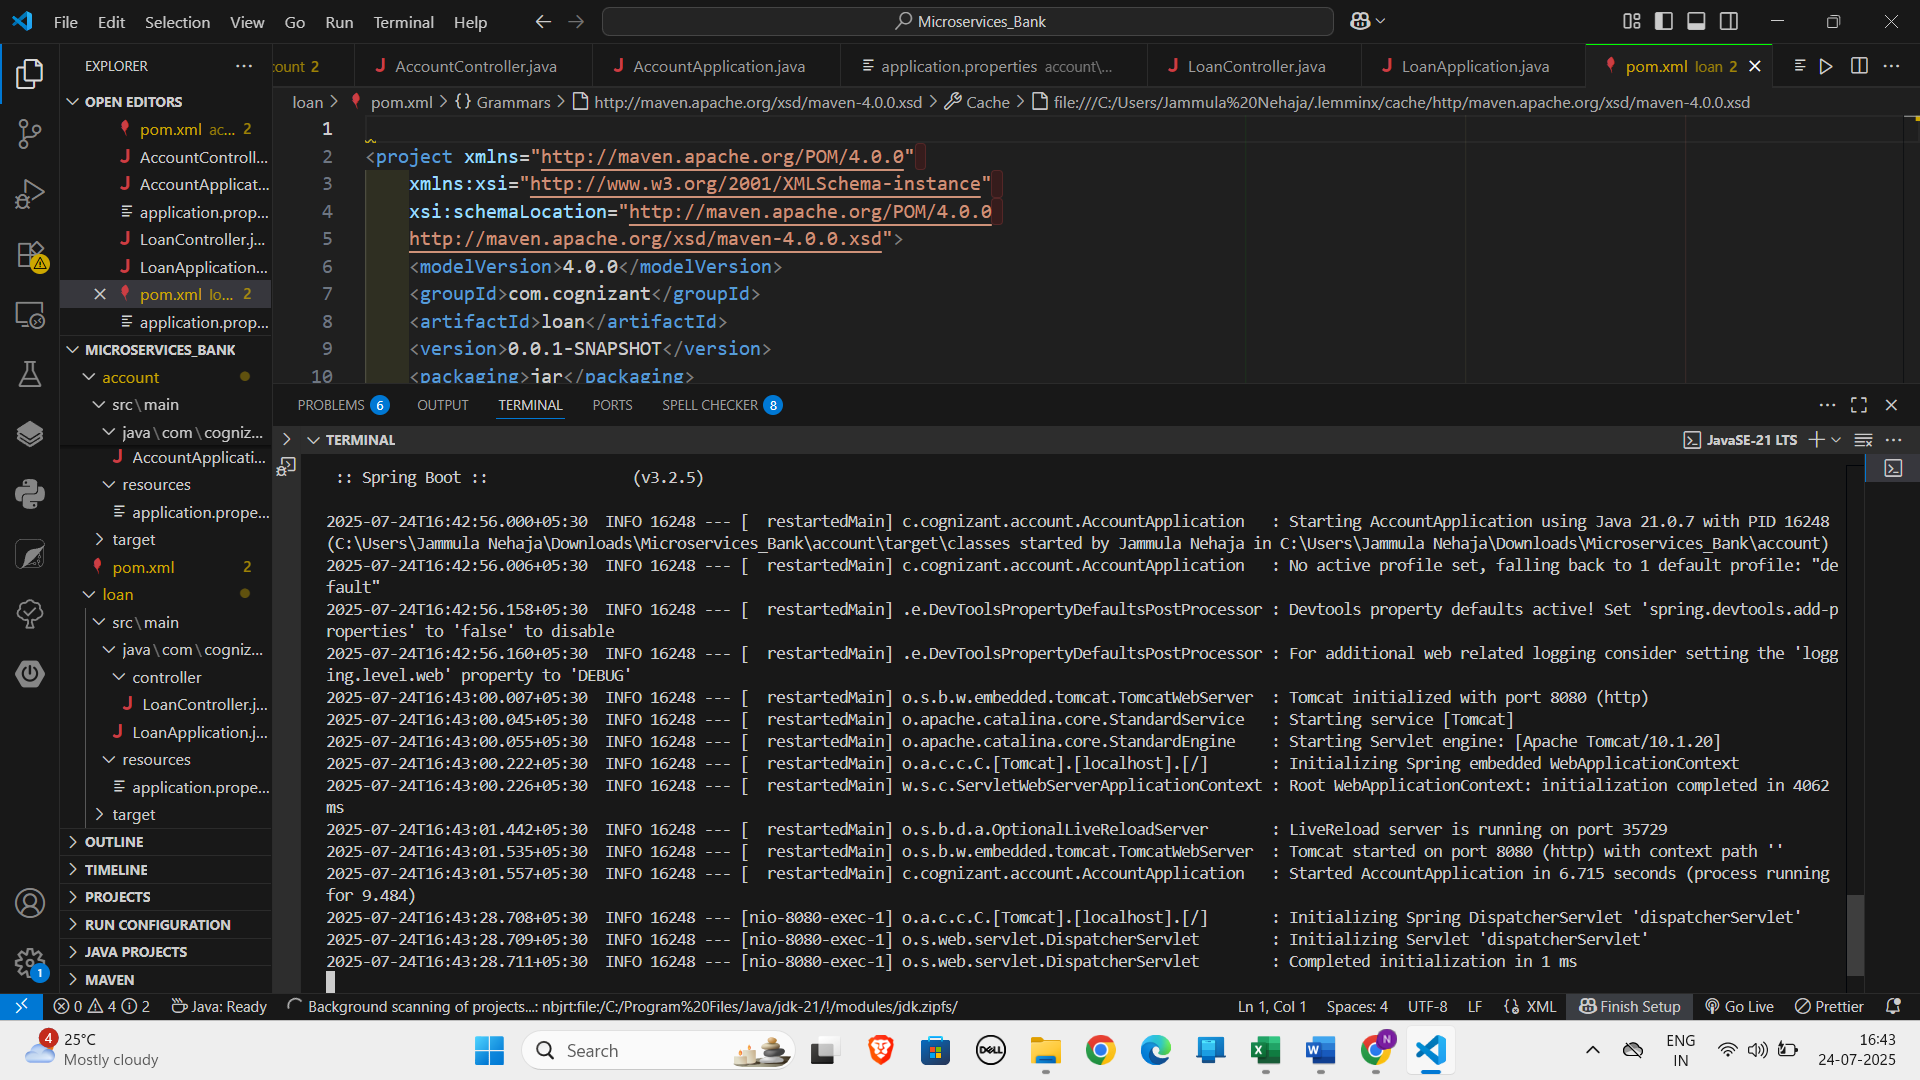 File Edit Selection View Go Run Terminal Help
Microservices_Bank
EXPLORER
OPEN EDITORS
pom.xml ac... 2
AccountControll...
AccountApplicat...
application.prop...
LoanController.j...
LoanApplication...
pom.xml lo... 2
application.prop...
MICROSERVICES_BANK
account
src\main
java\com\cogniz...
AccountApplicati...
resources
application.prope...
target
pom.xml 2
loan
src\main
java\com\cogniz...
controller
LoanController.j...
LoanApplication.j...
resources
application.prope...
target
OUTLINE
TIMELINE
PROJECTS
RUN CONFIGURATION
JAVA PROJECTS
MAVEN
1
ount 2
AccountController.java
AccountApplication.java
application.properties account\...
LoanController.java
LoanApplication.java
pom.xml loan 2
loan > pom.xml > {} Grammars > http://maven.apache.org/xsd/maven-4.0.0.xsd > Cache > file:///C:/Users/Jammula%20Nehaja/.lemminx/cache/http/maven.apache.org/xsd/maven-4.0.0.xsd
1
2 <project xmlns="http://maven.apache.org/POM/4.0.0"
3 xmlns:xsi="http://www.w3.org/2001/XMLSchema-instance"
4 xsi:schemaLocation="http://maven.apache.org/POM/4.0.0
5 http://maven.apache.org/xsd/maven-4.0.0.xsd">
6 <modelVersion>4.0.0</modelVersion>
7 <groupId>com.cognizant</groupId>
8 <artifactId>loan</artifactId>
9 <version>0.0.1-SNAPSHOT</version>
10 <packaging>jar</packaging>
PROBLEMS 6 OUTPUT TERMINAL PORTS SPELL CHECKER 8
TERMINAL
JavaSE-21 LTS
:: Spring Boot :: (v3.2.5)
2025-07-24T16:42:56.000+05:30 INFO 16248 --- [ restartedMain] c.cognizant.account.AccountApplication : Starting AccountApplication using Java 21.0.7 with PID 16248
(C:\Users\Jammula Nehaja\Downloads\Microservices_Bank\account\target\classes started by Jammula Nehaja in C:\Users\Jammula Nehaja\Downloads\Microservices_Bank\account)
2025-07-24T16:42:56.006+05:30 INFO 16248 --- [ restartedMain] c.cognizant.account.AccountApplication : No active profile set, falling back to 1 default profile: "de
fault"
2025-07-24T16:42:56.158+05:30 INFO 16248 --- [ restartedMain] .e.DevToolsPropertyDefaultsPostProcessor : Devtools property defaults active! Set 'spring.devtools.add-p
roperties' to 'false' to disable
2025-07-24T16:42:56.160+05:30 INFO 16248 --- [ restartedMain] .e.DevToolsPropertyDefaultsPostProcessor : For additional web related logging consider setting the 'logg
ing.level.web' property to 'DEBUG'
2025-07-24T16:43:00.007+05:30 INFO 16248 --- [ restartedMain] o.s.b.w.embedded.tomcat.TomcatWebServer : Tomcat initialized with port 8080 (http)
2025-07-24T16:43:00.045+05:30 INFO 16248 --- [ restartedMain] o.apache.catalina.core.StandardService : Starting service [Tomcat]
2025-07-24T16:43:00.055+05:30 INFO 16248 --- [ restartedMain] o.apache.catalina.core.StandardEngine : Starting Servlet engine: [Apache Tomcat/10.1.20]
2025-07-24T16:43:00.222+05:30 INFO 16248 --- [ restartedMain] o.a.c.c.C.[Tomcat].[localhost].[/] : Initializing Spring embedded WebApplicationContext
2025-07-24T16:43:00.226+05:30 INFO 16248 --- [ restartedMain] w.s.c.ServletWebServerApplicationContext : Root WebApplicationContext: initialization completed in 4062
ms
2025-07-24T16:43:01.442+05:30 INFO 16248 --- [ restartedMain] o.s.b.d.a.OptionalLiveReloadServer : LiveReload server is running on port 35729
2025-07-24T16:43:01.535+05:30 INFO 16248 --- [ restartedMain] o.s.b.w.embedded.tomcat.TomcatWebServer : Tomcat started on port 8080 (http) with context path ''
2025-07-24T16:43:01.557+05:30 INFO 16248 --- [ restartedMain] c.cognizant.account.AccountApplication : Started AccountApplication in 6.715 seconds (process running
for 9.484)
2025-07-24T16:43:28.708+05:30 INFO 16248 --- [nio-8080-exec-1] o.a.c.c.C.[Tomcat].[localhost].[/] : Initializing Spring DispatcherServlet 'dispatcherServlet'
2025-07-24T16:43:28.709+05:30 INFO 16248 --- [nio-8080-exec-1] o.s.web.servlet.DispatcherServlet : Initializing Servlet 'dispatcherServlet'
2025-07-24T16:43:28.711+05:30 INFO 16248 --- [nio-8080-exec-1] o.s.web.servlet.DispatcherServlet : Completed initialization in 1 ms
0 4 2 Java: Ready Background scanning of projects...: nbjrt:file:/C:/Program%20Files/Java/jdk-21/!/modules/jdk.zipfs/ Ln 1, Col 1 Spaces: 4 UTF-8 LF {} XML Finish Setup Go Live Prettier
4
25°C
Mostly cloudy
Search
DELL
N
ENG
IN
16:43
24-07-2025